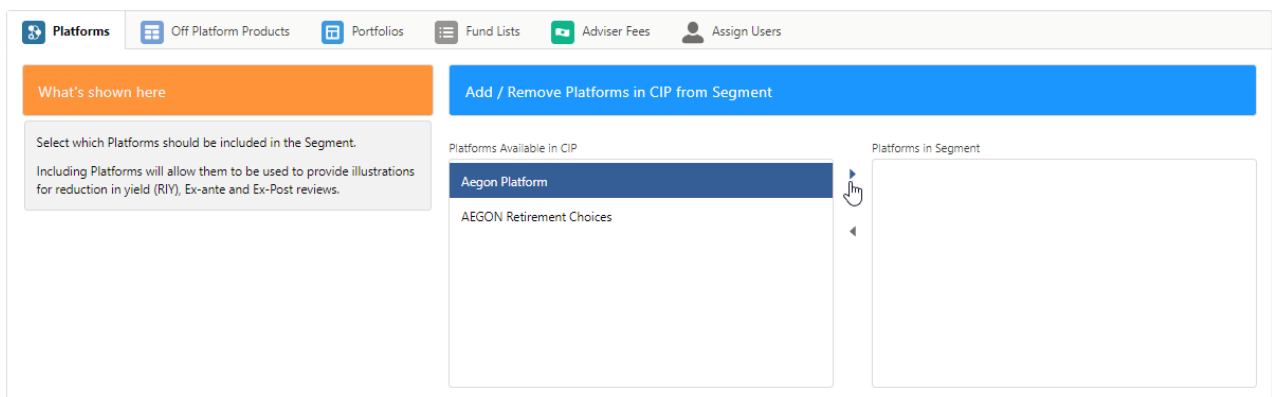 Platforms
Off Platform Products
Portfolios
Fund Lists
Adviser Fees
Assign Users
What's shown here
Select which Platforms should be included in the Segment.
Including Platforms will allow them to be used to provide illustrations
for reduction in yield (RIY), Ex-ante and Ex-Post reviews.
Add / Remove Platforms in CIP from Segment
Platforms Available in CIP
Aegon Platform
AEGON Retirement Choices
Platforms in Segment